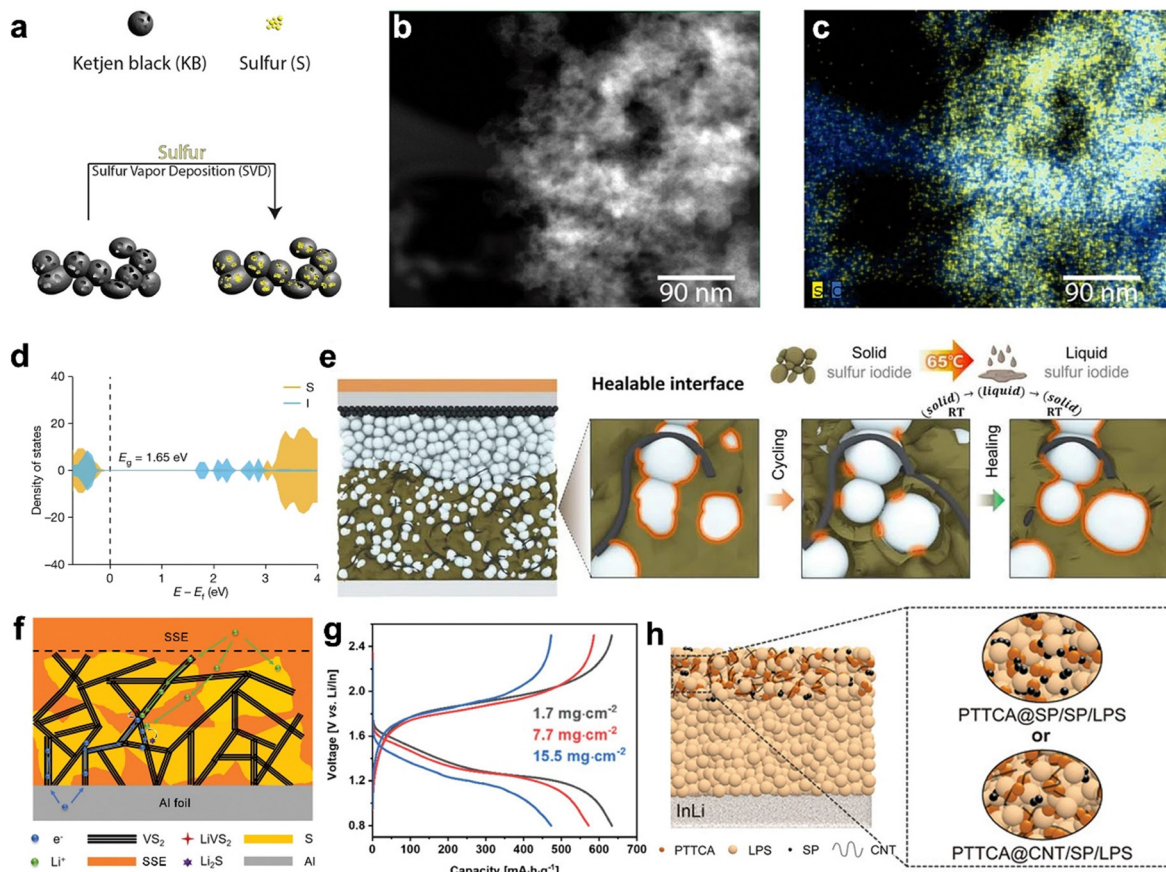 a
Ketjen black (KB)
Sulfur (S)
Sulfur
Sulfur Vapor Deposition (SVD)
b
90 nm
c
S C
90 nm
d
Density of states
40
20
0
−20
−40
S
I
E_g = 1.65 eV
0 1 2 3 4
E − E_f (eV)
e
Healable interface
Solid
sulfur iodide
65℃
Liquid
sulfur iodide
(solid) → (liquid) → (solid)
RT RT
Cycling
Healing
f
SSE
Al foil
e⁻ VS₂ LiVS₂ S
Li⁺ SSE Li₂S Al
g
Voltage [V vs. Li/In]
2.4
2.0
1.6
1.2
0.8
1.7 mg·cm⁻²
7.7 mg·cm⁻²
15.5 mg·cm⁻²
0 100 200 300 400 500 600 700
Capacity [mA·h·g⁻¹]
h
InLi
PTTCA LPS SP CNT
PTTCA@SP/SP/LPS
or
PTTCA@CNT/SP/LPS